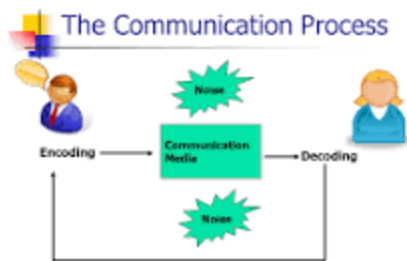 The Communication Process
Noise
Encoding
Communication
Media
Decoding
Noise